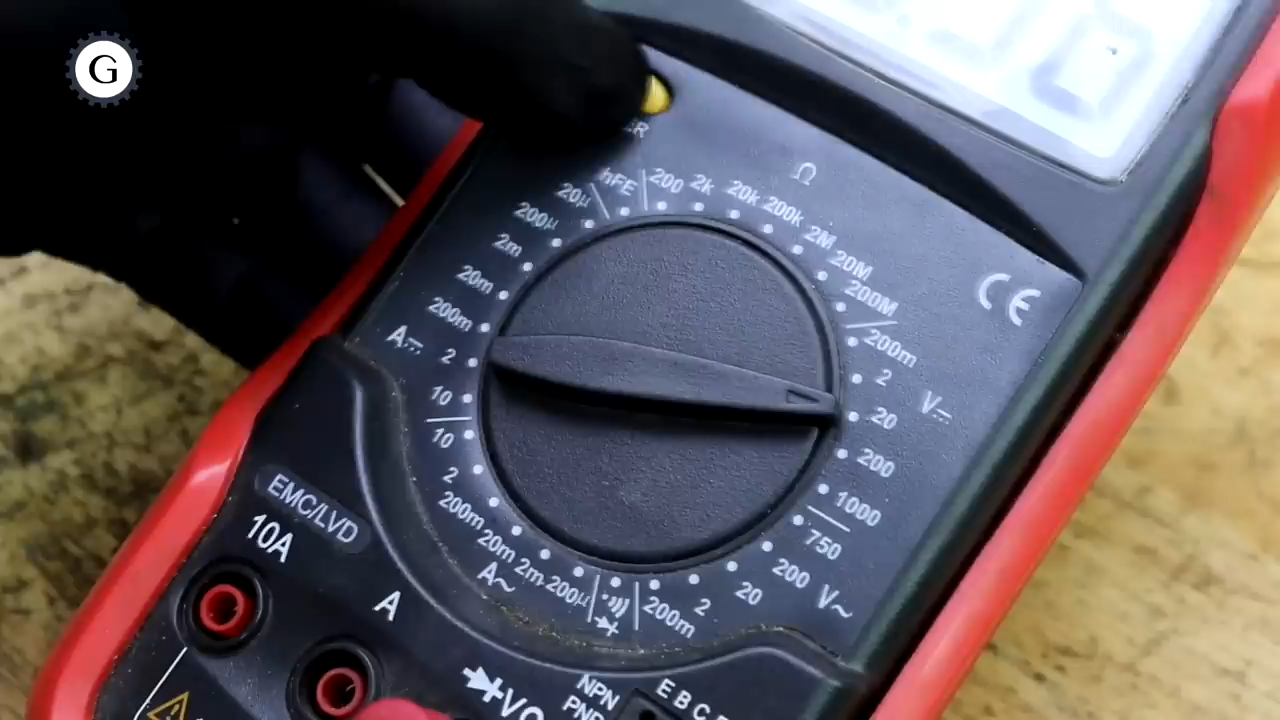 G
Ω
hFE
200
2k
20k
200k
2M
20M
200M
200m
2
V⎓
20
200
1000
750
200
V~
20
2
200m
200µ
2m
20m
A~
200m
2
10
10
2
A⎓
200m
20m
2m
200µ
20µ
CE
EMC/LVD
10A
A
NPN
E B C